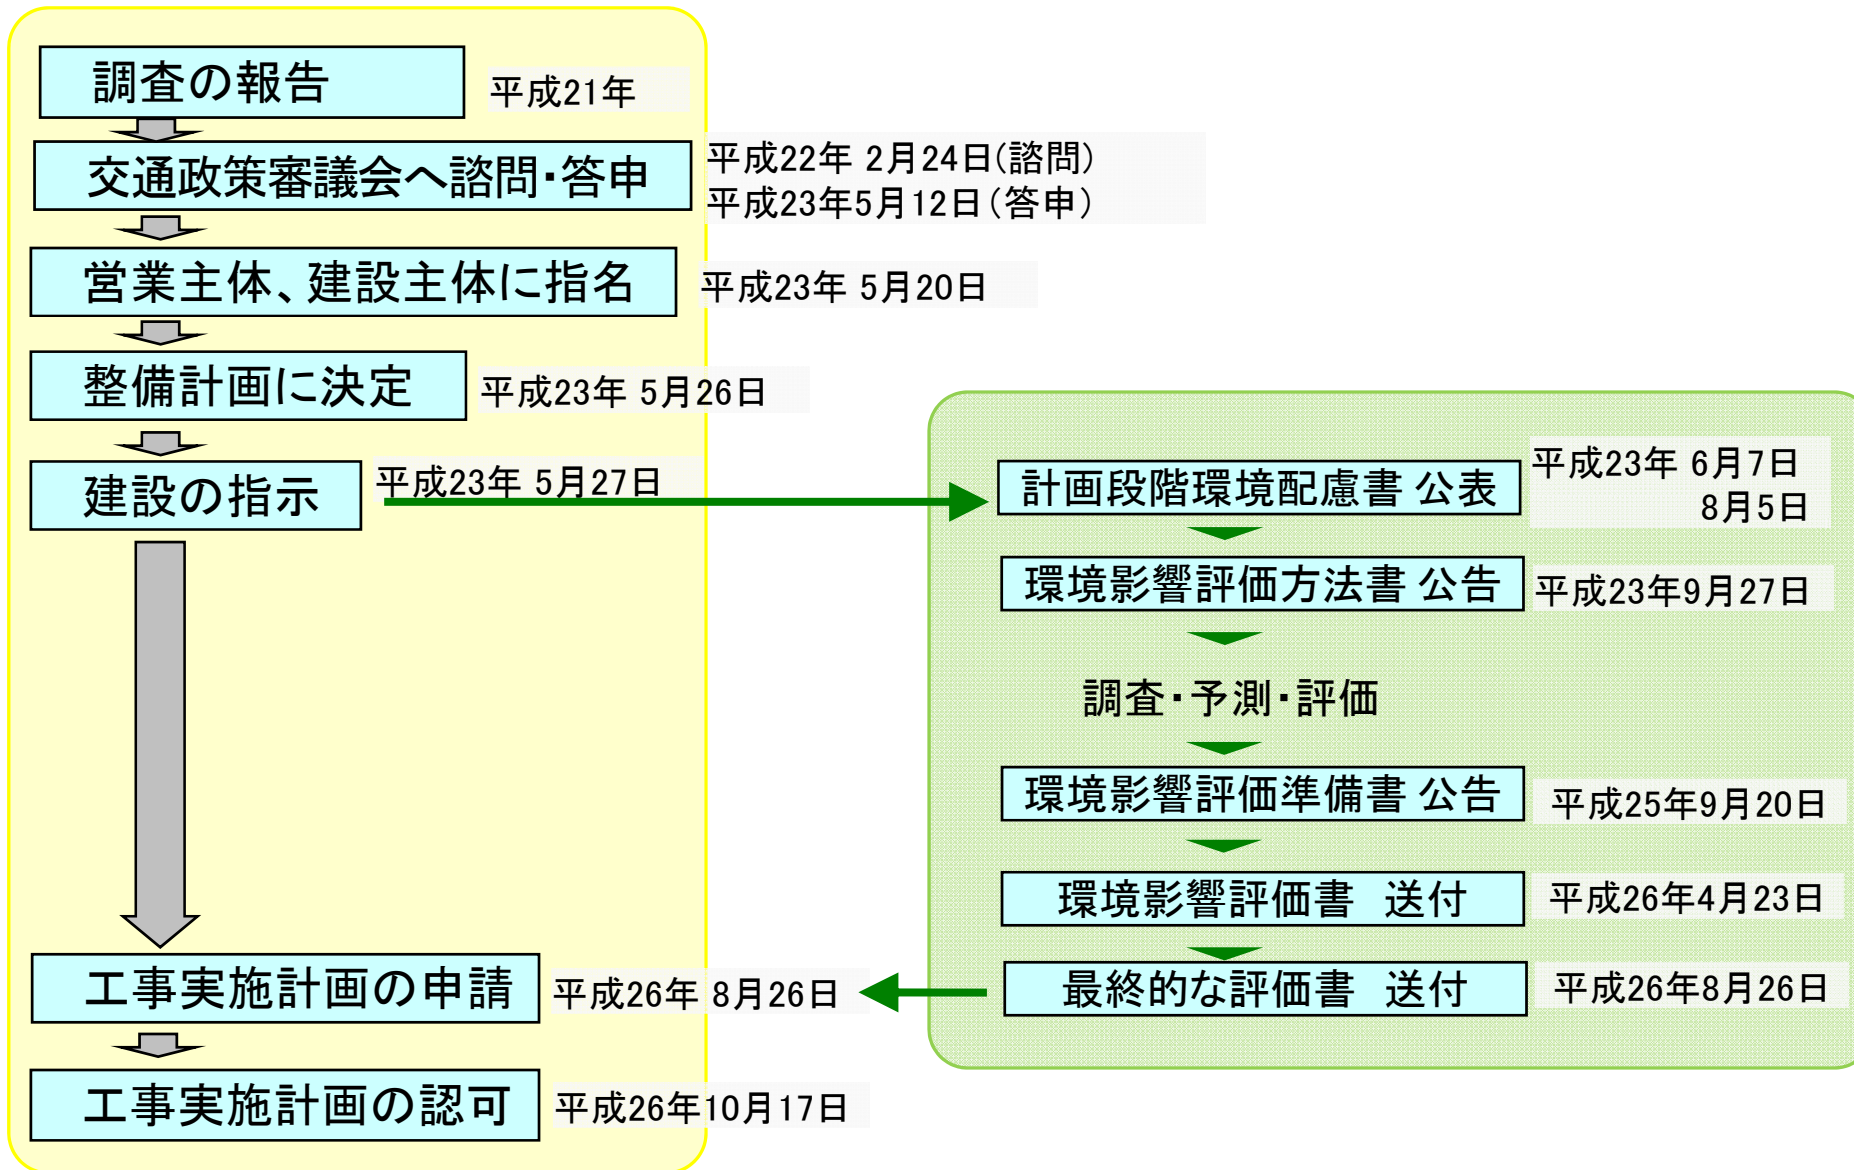 調査の報告
平成21年
交通政策審議会へ諮問・答申
平成22年 2月24日(諮問)
平成23年5月12日(答申)
営業主体、建設主体に指名
平成23年 5月20日
整備計画に決定
平成23年 5月26日
建設の指示
平成23年 5月27日
計画段階環境配慮書 公表
平成23年 6月7日
8月5日
環境影響評価方法書 公告
平成23年9月27日
調査・予測・評価
環境影響評価準備書 公告
平成25年9月20日
環境影響評価書 送付
平成26年4月23日
最終的な評価書 送付
平成26年8月26日
工事実施計画の申請
平成26年 8月26日
工事実施計画の認可
平成26年10月17日